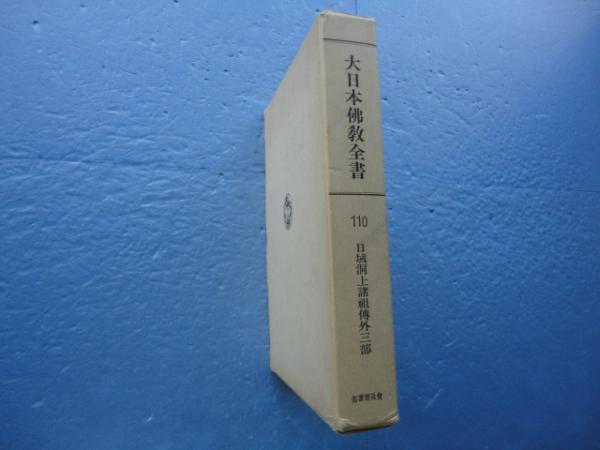 大日本佛教全書
110
日域洞上諸祖傳外三部
名著普及會